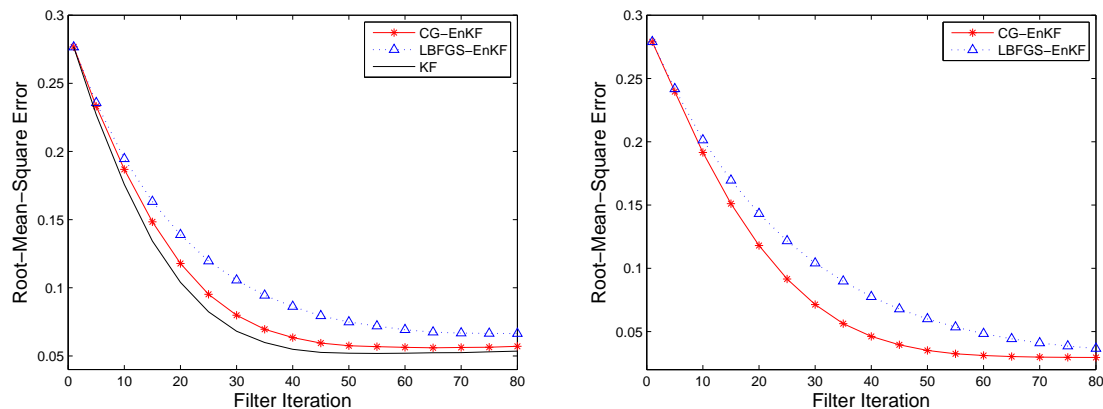 0.3
0.25
0.2
0.15
0.1
0.05
0 10 20 30 40 50 60 70 80
Root−Mean−Square Error
Filter Iteration
CG−EnKF
LBFGS−EnKF
KF
0.3
0.25
0.2
0.15
0.1
0.05
0 10 20 30 40 50 60 70 80
Root−Mean−Square Error
Filter Iteration
CG−EnKF
LBFGS−EnKF